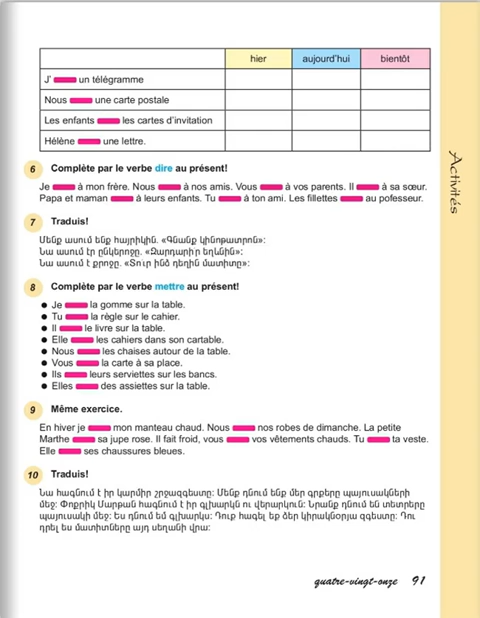 hier aujourd'hui bientôt
J' un télégramme
Nous une carte postale
Les enfants les cartes d'invitation
Hélène une lettre.
Activités
6 Complète par le verbe dire au présent!
Je à mon frère. Nous à nos amis. Vous à vos parents. Il à sa sœur.
Papa et maman à leurs enfants. Tu à ton ami. Les fillettes au pofesseur.
7 Traduis!
Մենք ասում ենք հայրիկին. «Գնանք կինոթատրոն»:
Նա ասում էր ընկերոջը. «Զարդարի՛ր եղևնին»:
Նա ասում է քրոջը. «Տո՛ւր ինձ դեղին մատիտը»:
8 Complète par le verbe mettre au présent!
● Je la gomme sur la table.
● Tu la règle sur le cahier.
● Il le livre sur la table.
● Elle les cahiers dans son cartable.
● Nous les chaises autour de la table.
● Vous la carte à sa place.
● Ils leurs serviettes sur les bancs.
● Elles des assiettes sur la table.
9 Même exercice.
En hiver je mon manteau chaud. Nous nos robes de dimanche. La petite
Marthe sa jupe rose. Il fait froid, vous vos vêtements chauds. Tu ta veste.
Elle ses chaussures bleues.
10 Traduis!
Նա հագնում է իր կարմիր շրջազգեստը: Մենք դնում ենք մեր գրքերը պայուսակների
մեջ: Փոքրիկ Մարթան հագնում է իր գլխարկն ու վերարկուն: Նրանք դնում են տետրերը
պայուսակի մեջ: Ես դնում եմ գլխարկս: Դուք հագել եք ձեր կիրակնօրյա զգեստը: Դու
դրել ես մատիտները այդ սեղանի վրա:
quatre-vingt-onze 91